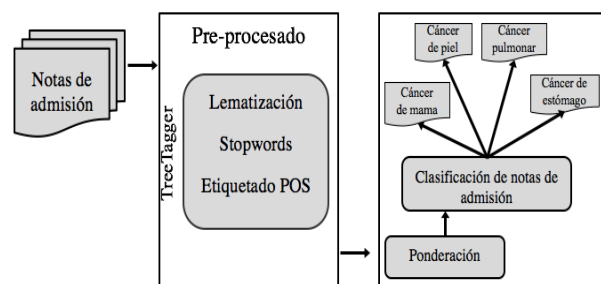 Notas de
admisión
Pre-procesado
TreeTagger
Lematización
Stopwords
Etiquetado POS
Cáncer
de piel
Cáncer
pulmonar
Cáncer
de mama
Cáncer de
estómago
Clasificación de notas de
admisión
Ponderación